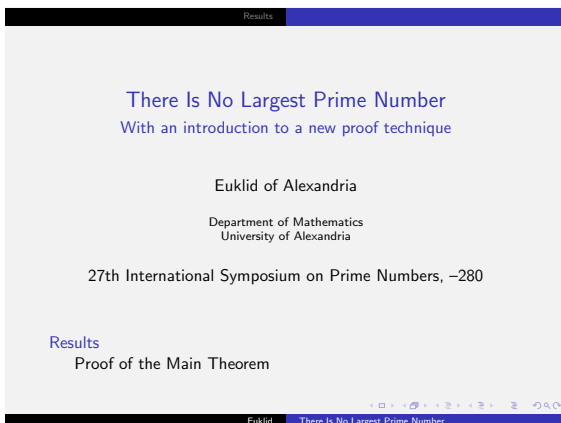 Results
There Is No Largest Prime Number
With an introduction to a new proof technique
Euklid of Alexandria
Department of Mathematics
University of Alexandria
27th International Symposium on Prime Numbers, –280
Results
Proof of the Main Theorem
Euklid There Is No Largest Prime Number